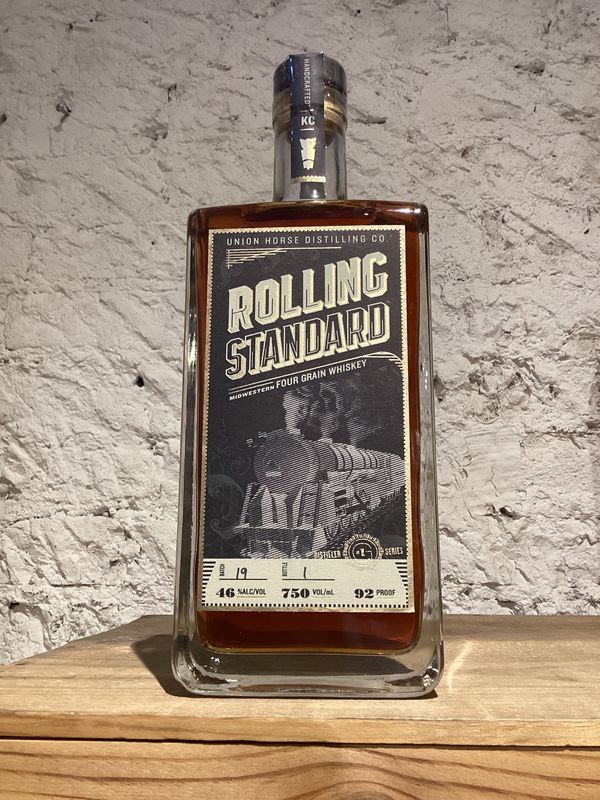 HANDCRAFTED
KC
UNION HORSE DISTILLING CO.
ROLLING
STANDARD
MIDWESTERN FOUR GRAIN WHISKEY
DISTILLER SERIES
BATCH 19 BOTTLE 1
46 %ALC/VOL 750 VOL/mL 92 PROOF